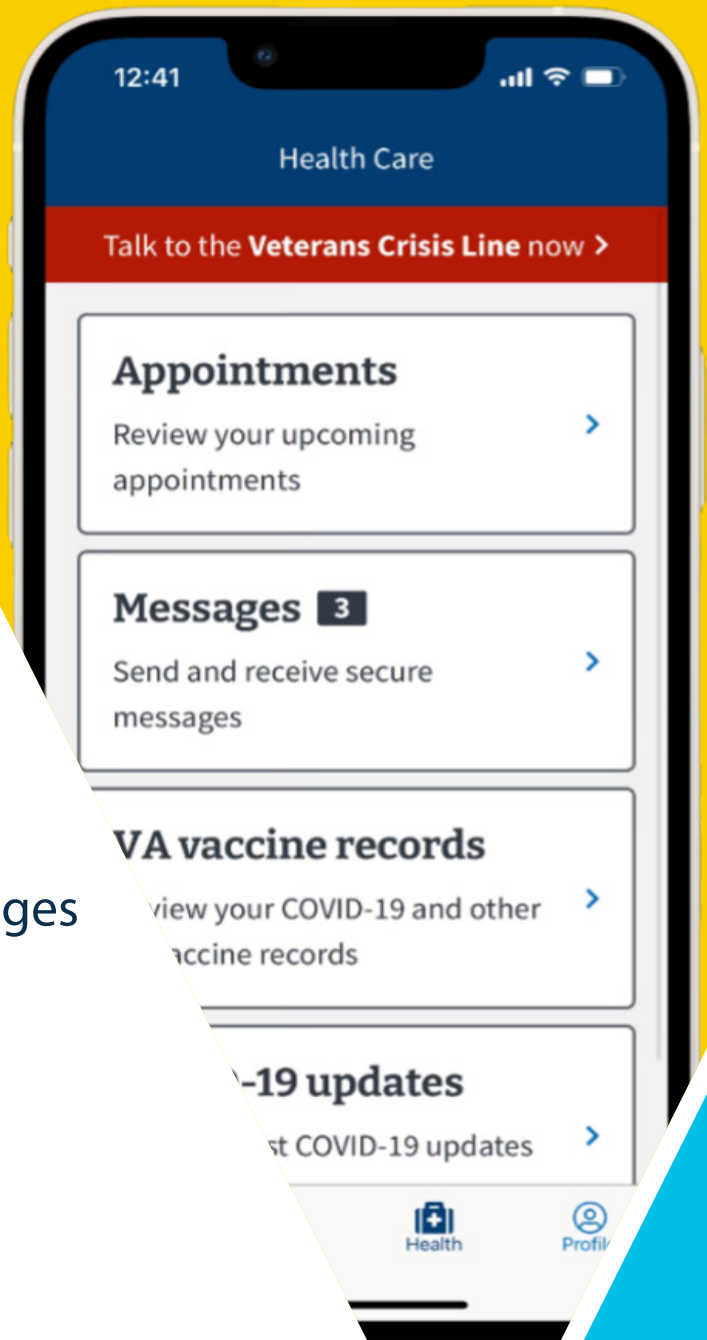 12:41
Health Care
Talk to the Veterans Crisis Line now >
Appointments
Review your upcoming
appointments
Messages 3
Send and receive secure
messages
VA vaccine records
view your COVID-19 and other
accine records
ges
-19 updates
st COVID-19 updates
Health
Profil